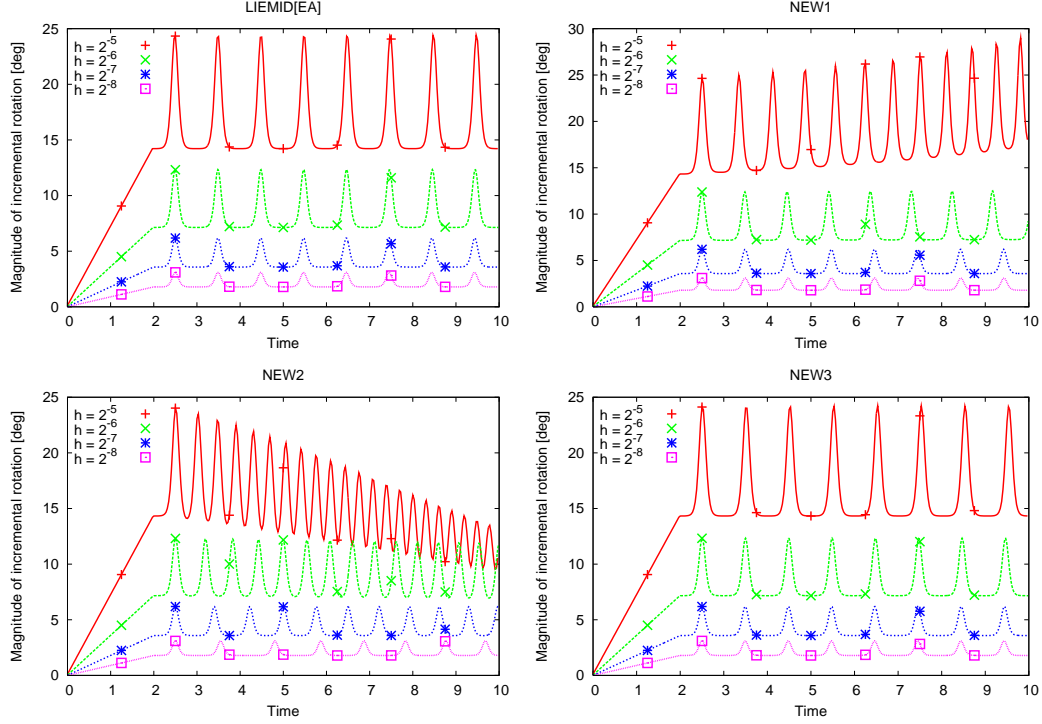 LIEMID[EA]
Magnitude of incremental rotation [deg]
25
20
15
10
5
0
h = 2^-5
h = 2^-6
h = 2^-7
h = 2^-8
0 1 2 3 4 5 6 7 8 9 10
Time
NEW1
Magnitude of incremental rotation [deg]
30
25
20
15
10
5
0
h = 2^-5
h = 2^-6
h = 2^-7
h = 2^-8
0 1 2 3 4 5 6 7 8 9 10
Time
NEW2
Magnitude of incremental rotation [deg]
25
20
15
10
5
0
h = 2^-5
h = 2^-6
h = 2^-7
h = 2^-8
0 1 2 3 4 5 6 7 8 9 10
Time
NEW3
Magnitude of incremental rotation [deg]
25
20
15
10
5
0
h = 2^-5
h = 2^-6
h = 2^-7
h = 2^-8
0 1 2 3 4 5 6 7 8 9 10
Time